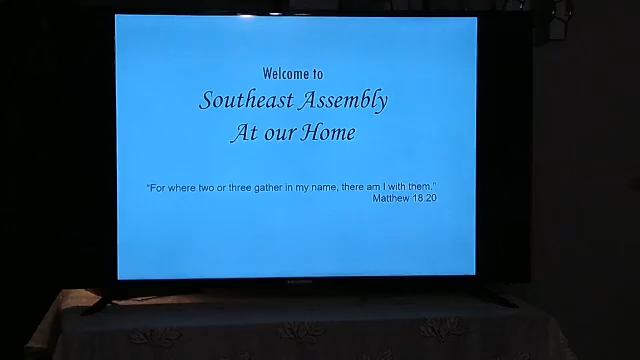 Welcome to
Southeast Assembly
At our Home
“For where two or three gather in my name, there am I with them.”
Matthew 18:20